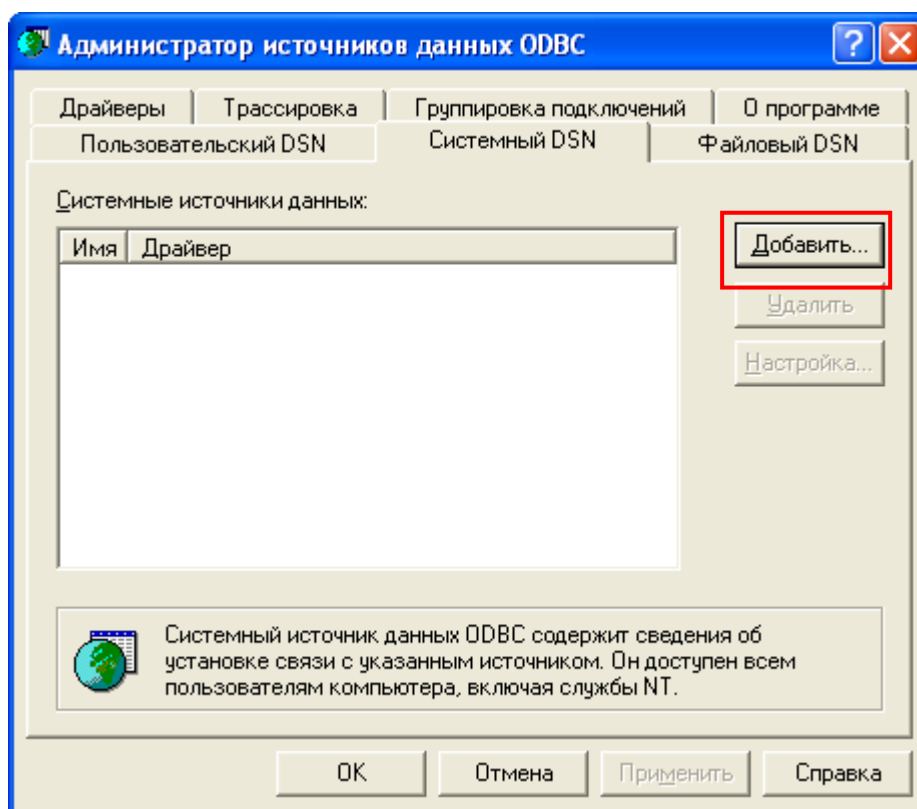 Администратор источников данных ODBC
Драйверы Трассировка Группировка подключений О программе
Пользовательский DSN Системный DSN Файловый DSN
Системные источники данных:
Имя Драйвер
Добавить...
Удалить
Настройка...
Системный источник данных ODBC содержит сведения об
установке связи с указанным источником. Он доступен всем
пользователям компьютера, включая службы NT.
ОК Отмена Применить Справка